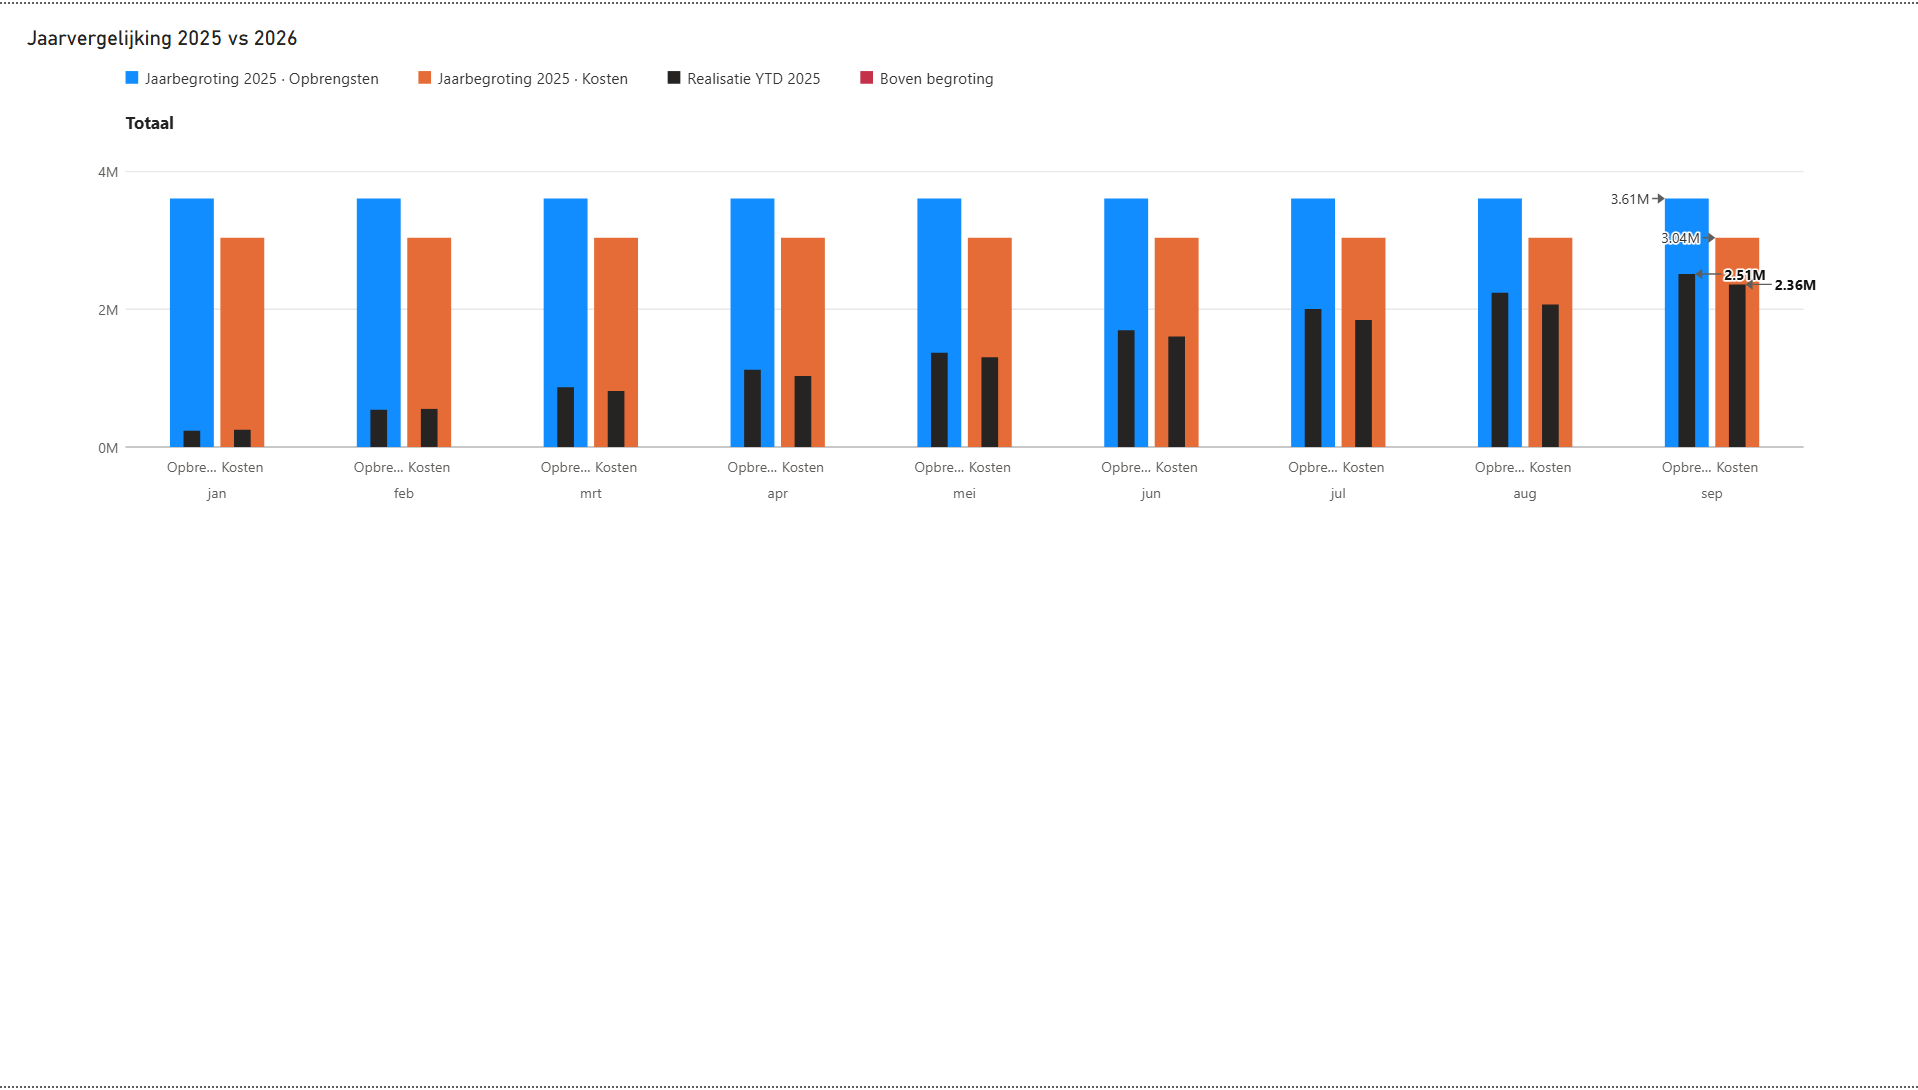 Jaarvergelijking 2025 vs 2026
Jaarbegroting 2025 · Opbrengsten Jaarbegroting 2025 · Kosten Realisatie YTD 2025 Boven begroting
Totaal
4M
3.61M
3.04M
2.51M
2.36M
2M
0M
Opbre... Kosten Opbre... Kosten Opbre... Kosten Opbre... Kosten Opbre... Kosten Opbre... Kosten Opbre... Kosten Opbre... Kosten Opbre... Kosten
jan feb mrt apr mei jun jul aug sep